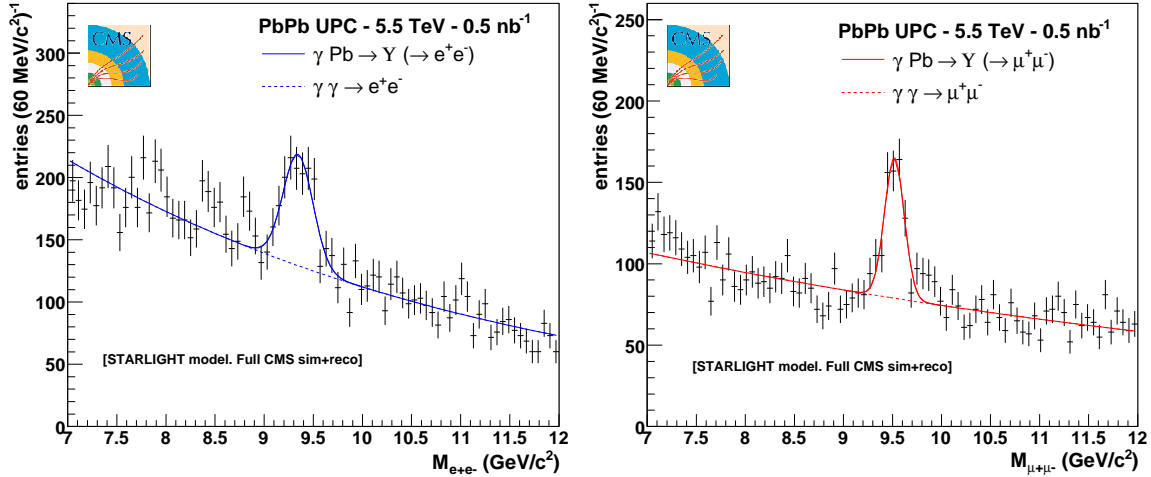 CMS
PbPb UPC - 5.5 TeV - 0.5 nb⁻¹
γ Pb → Υ (→ e⁺e⁻)
γ γ → e⁺e⁻
entries (60 MeV/c²)⁻¹
300
250
200
150
100
50
0
[STARLIGHT model. Full CMS sim+reco]
7 7.5 8 8.5 9 9.5 10 10.5 11 11.5 12
M e+e- (GeV/c²)
CMS
PbPb UPC - 5.5 TeV - 0.5 nb⁻¹
γ Pb → Υ (→ μ⁺μ⁻)
γ γ → μ⁺μ⁻
entries (60 MeV/c²)⁻¹
250
200
150
100
50
0
[STARLIGHT model. Full CMS sim+reco]
7 7.5 8 8.5 9 9.5 10 10.5 11 11.5 12
M μ+μ- (GeV/c²)